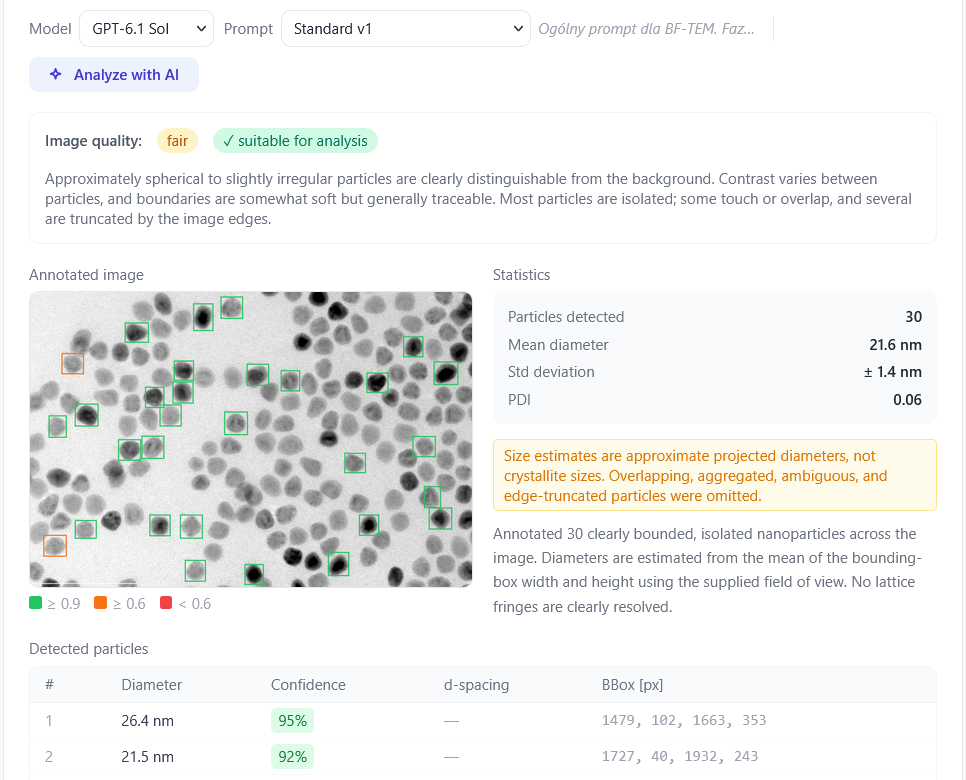 Model GPT-6.1 Sol Prompt Standard v1 Ogólny prompt dla BF-TEM. Faz...
Analyze with AI
Image quality: fair ✓ suitable for analysis
Approximately spherical to slightly irregular particles are clearly distinguishable from the background. Contrast varies between
particles, and boundaries are somewhat soft but generally traceable. Most particles are isolated; some touch or overlap, and several
are truncated by the image edges.
Annotated image
≥ 0.9 ≥ 0.6 < 0.6
Statistics
Particles detected 30
Mean diameter 21.6 nm
Std deviation ± 1.4 nm
PDI 0.06
Size estimates are approximate projected diameters, not
crystallite sizes. Overlapping, aggregated, ambiguous, and
edge-truncated particles were omitted.
Annotated 30 clearly bounded, isolated nanoparticles across the
image. Diameters are estimated from the mean of the bounding-
box width and height using the supplied field of view. No lattice
fringes are clearly resolved.
Detected particles
# Diameter Confidence d-spacing BBox [px]
1 26.4 nm 95% — 1479, 102, 1663, 353
2 21.5 nm 92% — 1727, 40, 1932, 243